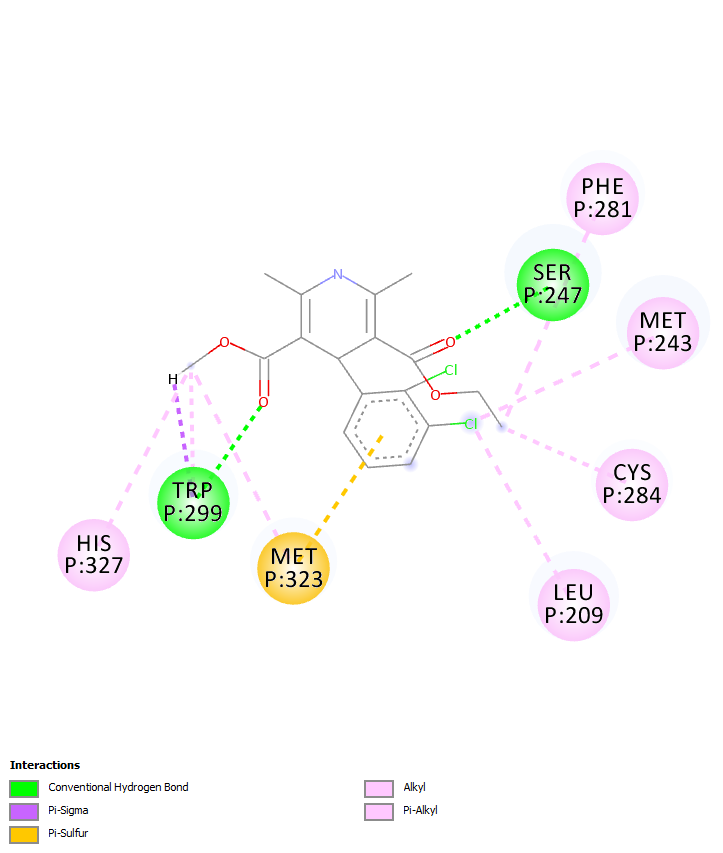 PHE
P:281
SER
P:247
N
MET
P:243
O
O
Cl
H
O
Cl
O
CYS
P:284
TRP
P:299
HIS
P:327
MET
P:323
LEU
P:209
Interactions
Conventional Hydrogen Bond
Alkyl
Pi-Sigma
Pi-Alkyl
Pi-Sulfur